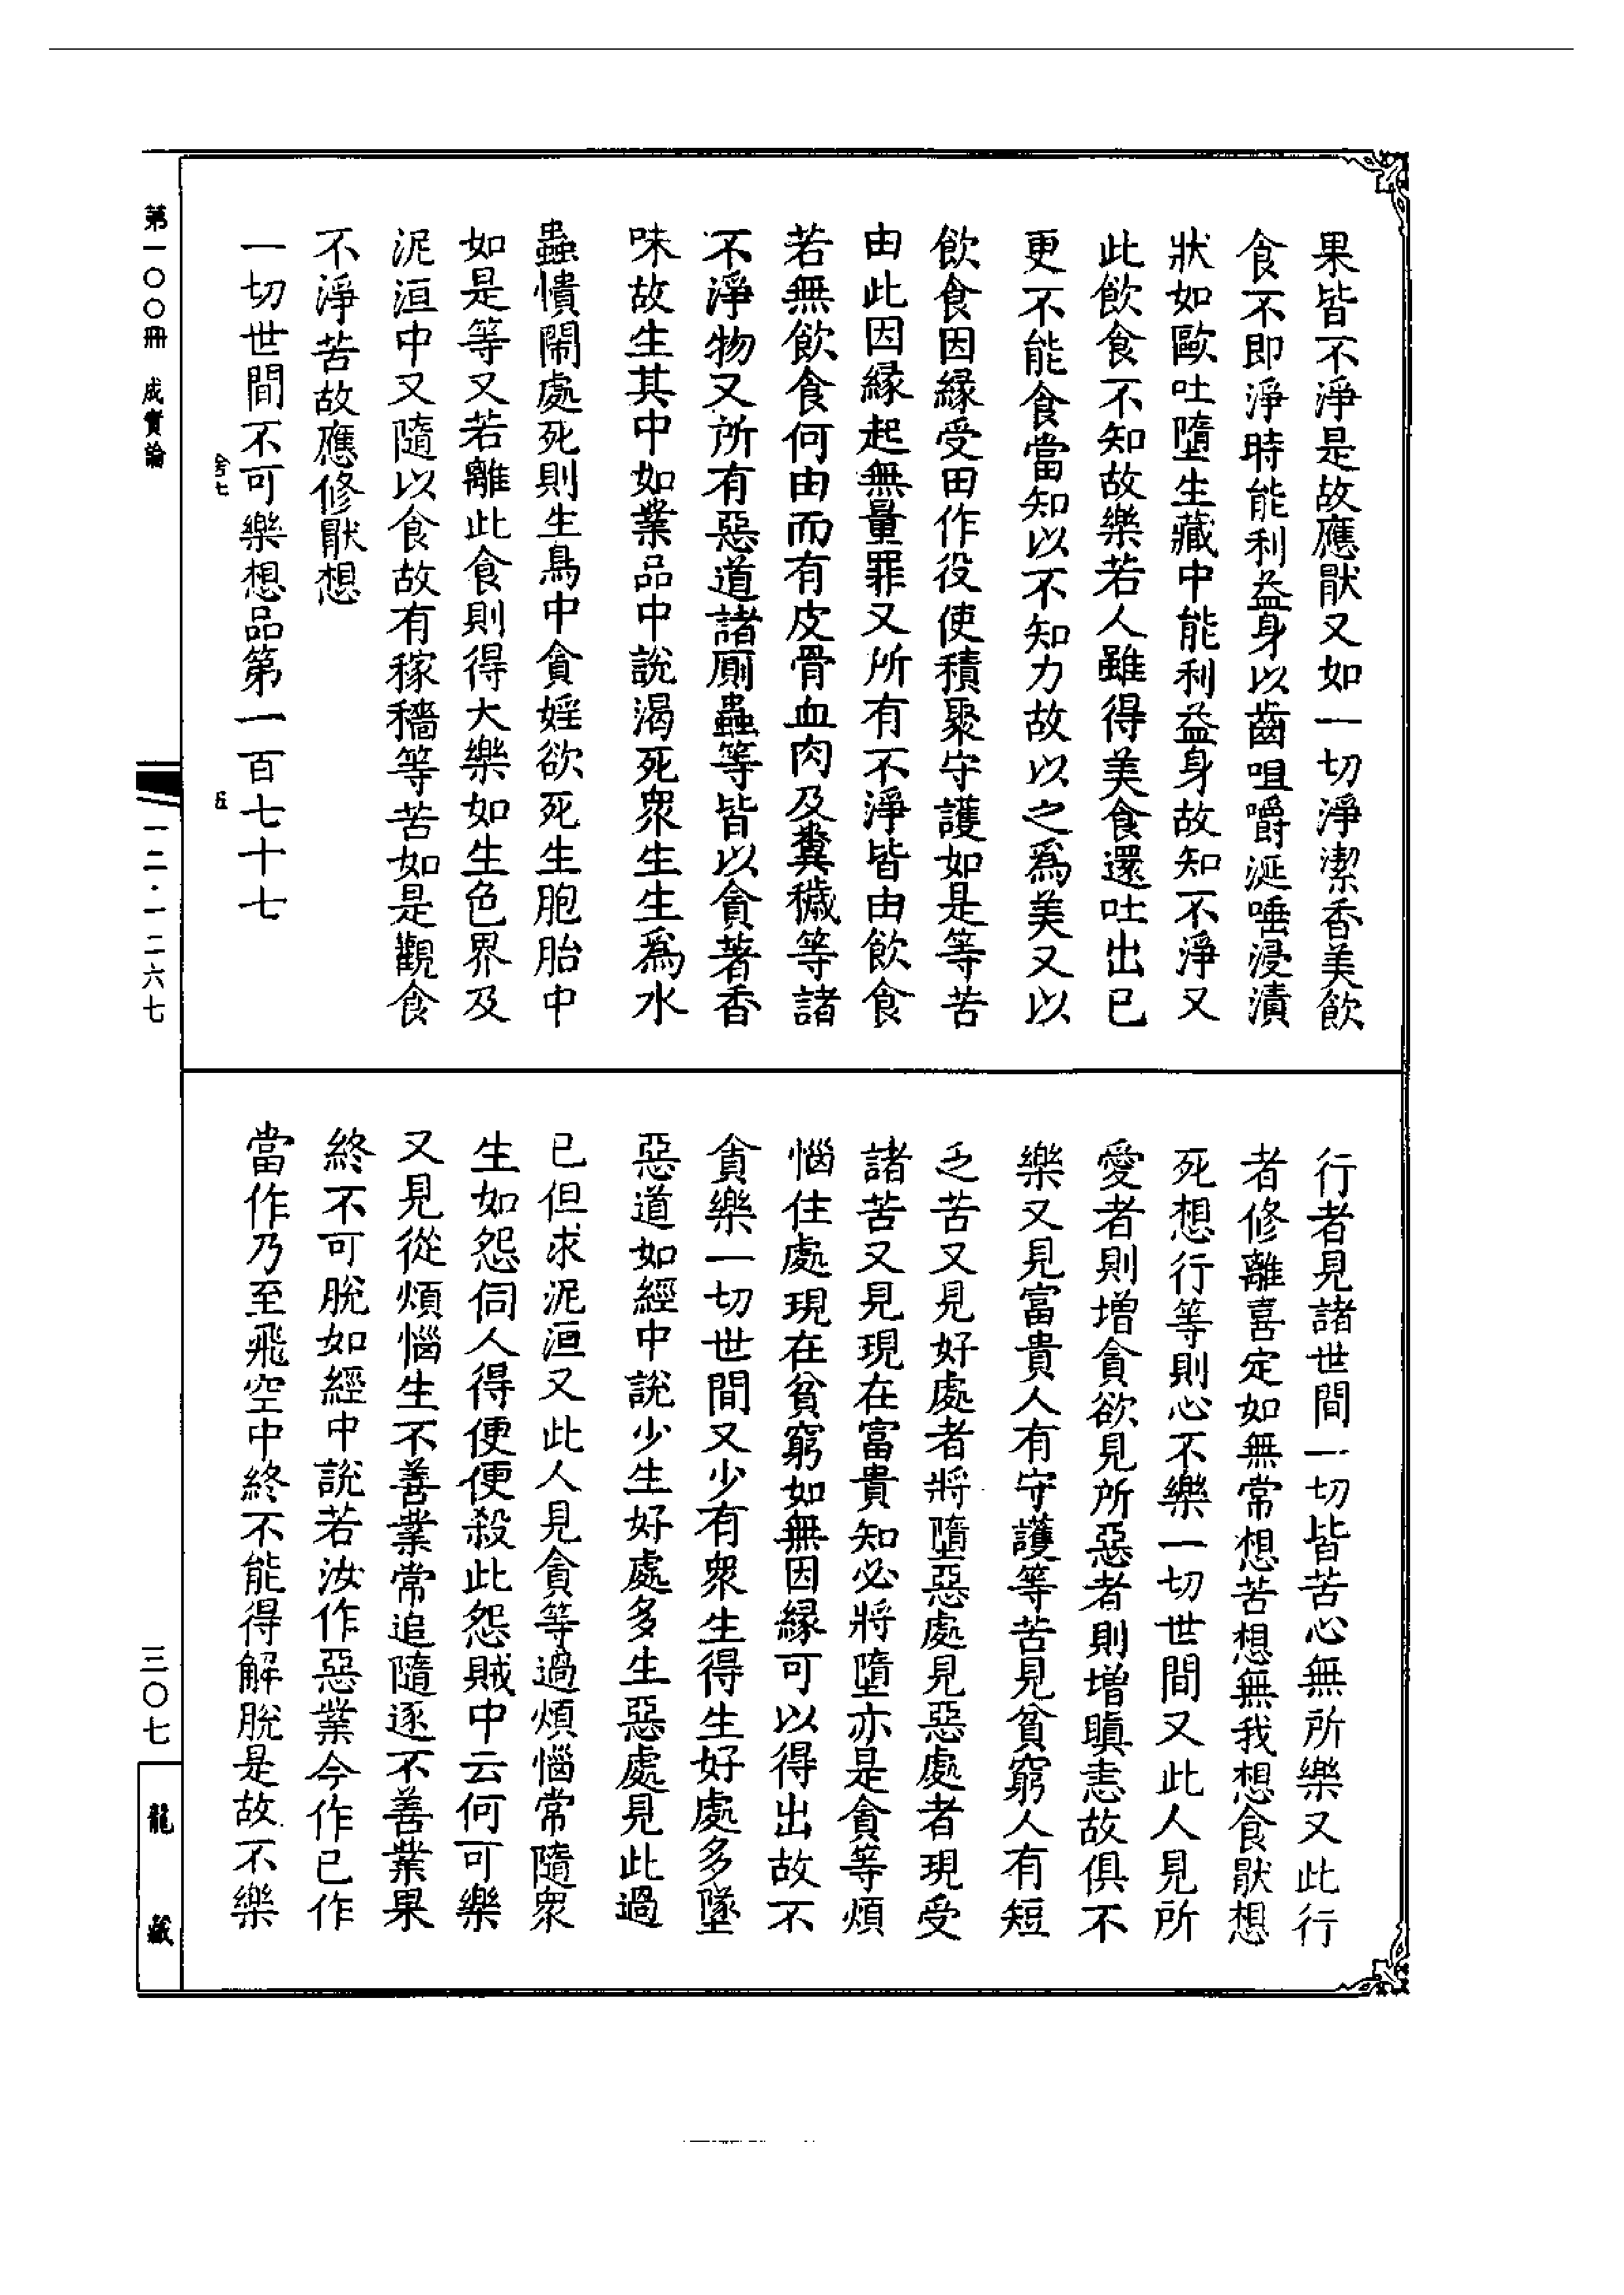 果皆不淨是故應猒又如一切淨潔香美飲
食不即淨時能利益身以齒咀嚼涎唾浸漬
狀如歐吐墮生藏中能利益身故知不淨又
此飲食不知故樂若人雖得美食還吐出已
更不能食當知以不知力故以之爲美又以
飲食因緣受田作役使積聚守護如是等苦
由此因緣起無量罪又所有不淨皆由飲食
若無飲食何由而有皮骨血肉及糞穢等諸
不淨物又所有惡道諸廁蟲等皆以貪著香
味故生其中如業品中說渴死衆生生爲水
蟲憒閙處死則生鳥中貪婬欲死生胞胎中
如是等又若離此食則得大樂如生色界及
泥洹中又隨以食故有稼穡等苦如是觀食
不淨苦故應修猒想
一切世間不可樂想品第一百七十七
行者見諸世間一切皆苦心無所樂又此行
者修離喜定如無常想苦想無我想食猒想
死想行等則心不樂一切世間又此人見所
愛者則增貪欲見所惡者則增瞋恚故俱不
樂又見富貴人有守護等苦見貧窮人有短
乏苦又見好處者將墮惡處見惡處者現受
諸苦又見現在富貴知必將墮亦是貪等煩
惱住處現在貧窮如無因緣可以得出故不
貪樂一切世間又少有衆生得生好處多墜
惡道如經中說少生好處多生惡處見此過
已但求泥洹又此人見貪等過煩惱常隨衆
生如怨伺人得便便殺此怨賊中云何可樂
又見從煩惱生不善業常追隨逐不善業果
終不可脫如經中說若汝作惡業今作已作
當作乃至飛空中終不能得解脫是故不樂
舍七
五
第一〇〇冊 成實論
一二·一二六七
三〇七
龍藏